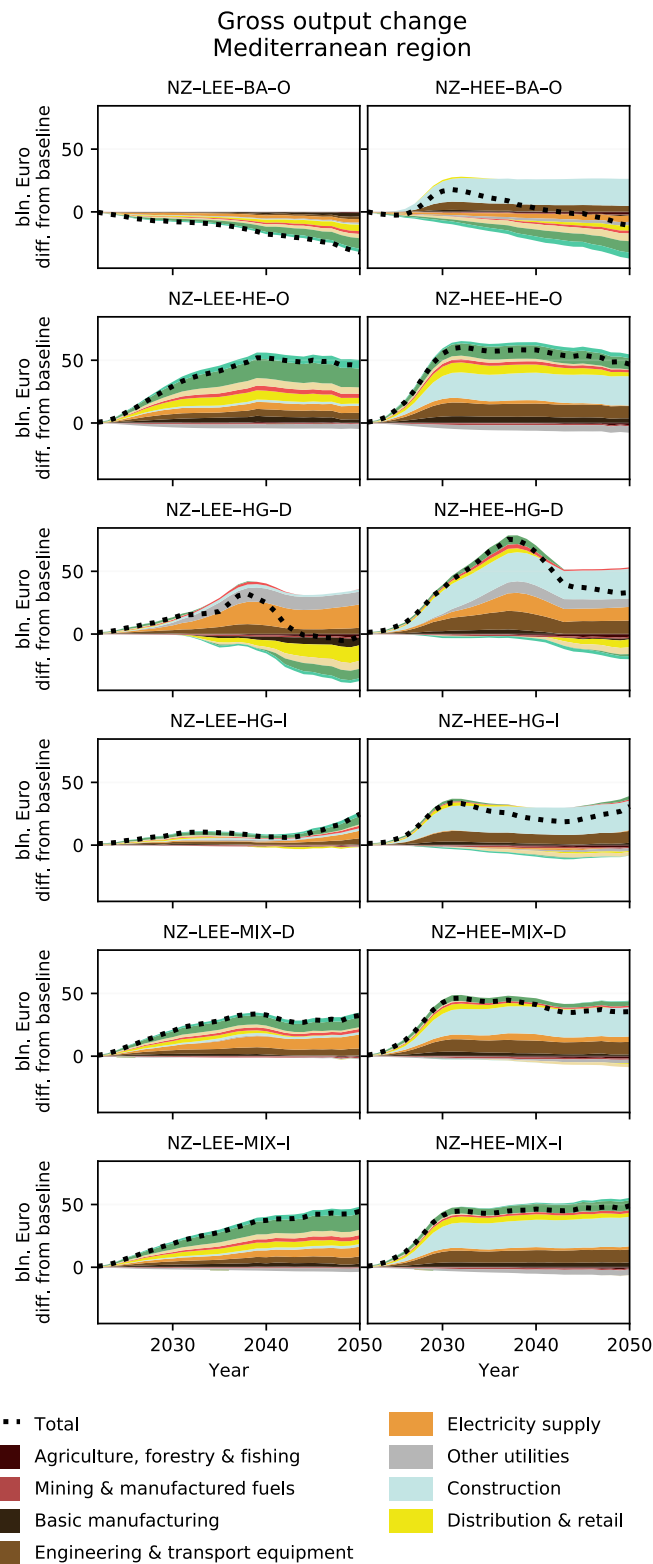 Gross output change
Mediterranean region
NZ–LEE–BA–O
NZ–HEE–BA–O
bln. Euro
diff. from baseline
50
0
NZ–LEE–HE–O
NZ–HEE–HE–O
bln. Euro
diff. from baseline
50
0
NZ–LEE–HG–D
NZ–HEE–HG–D
bln. Euro
diff. from baseline
50
0
NZ–LEE–HG–I
NZ–HEE–HG–I
bln. Euro
diff. from baseline
50
0
NZ–LEE–MIX–D
NZ–HEE–MIX–D
bln. Euro
diff. from baseline
50
0
NZ–LEE–MIX–I
NZ–HEE–MIX–I
bln. Euro
diff. from baseline
50
0
2030 2040 2050 2030 2040 2050
Year Year
Total
Agriculture, forestry & fishing
Mining & manufactured fuels
Basic manufacturing
Engineering & transport equipment
Electricity supply
Other utilities
Construction
Distribution & retail